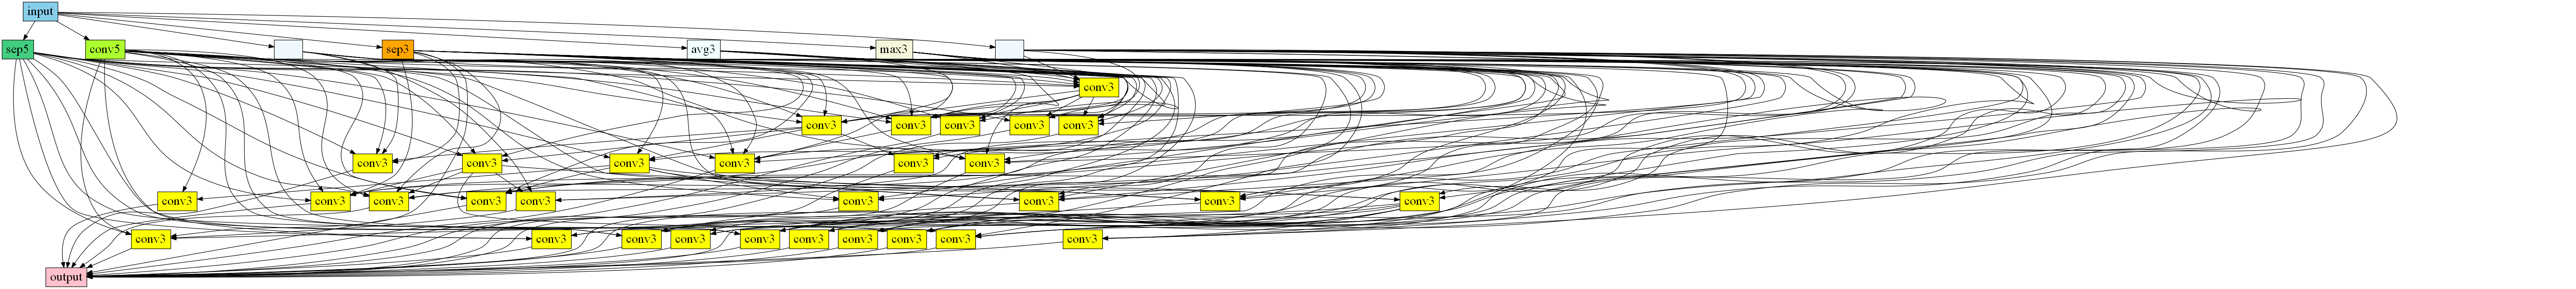 input
sep5 conv5 sep3 avg3 max3
conv3
conv3 conv3 conv3 conv3 conv3
conv3 conv3 conv3 conv3 conv3 conv3
conv3 conv3 conv3 conv3 conv3 conv3 conv3 conv3 conv3
conv3 conv3 conv3 conv3 conv3 conv3 conv3 conv3 conv3 conv3
output